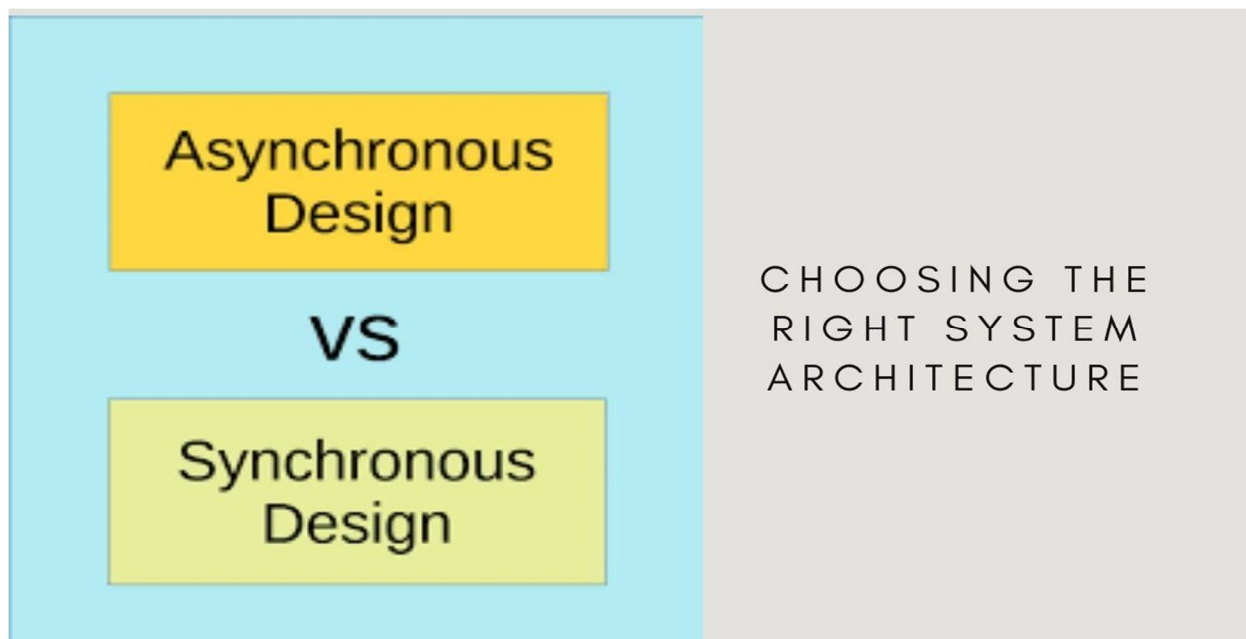 Asynchronous
Design
vs
Synchronous
Design
CHOOSING THE
RIGHT SYSTEM
ARCHITECTURE